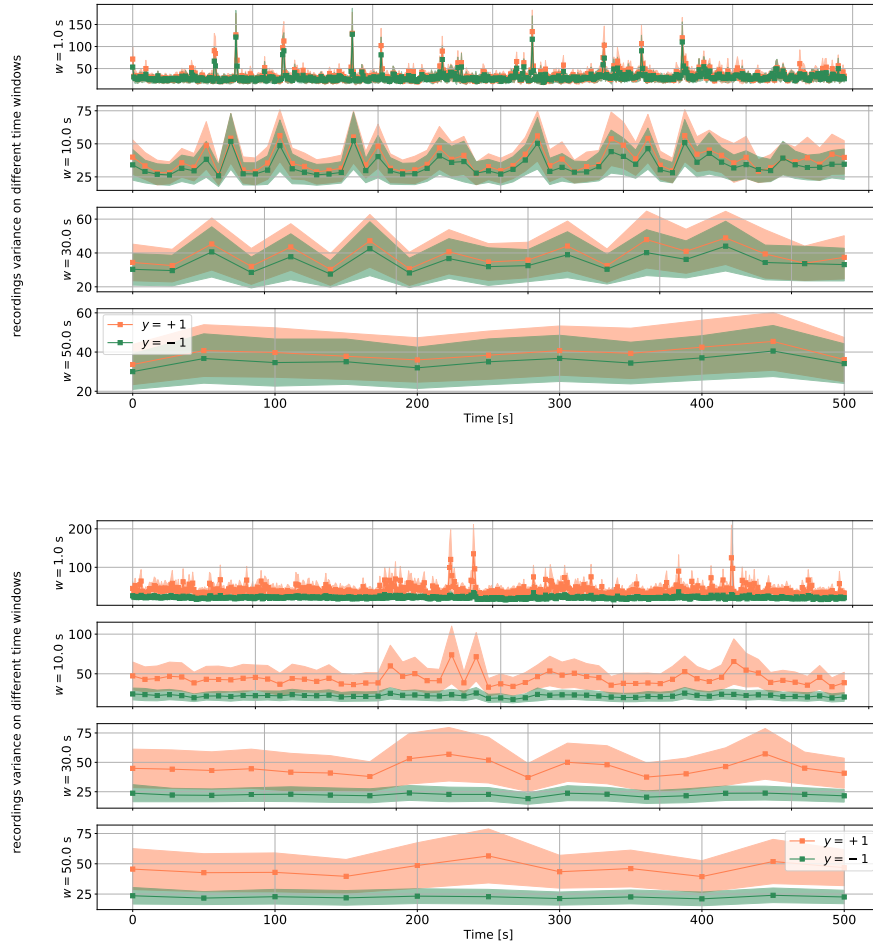 recordings variance on different time windows
w = 1.0 s
150
100
50
w = 10.0 s
75
50
25
w = 30.0 s
60
40
20
w = 50.0 s
60
40
20
y = +1
y = −1
0 100 200 300 400 500
Time [s]
recordings variance on different time windows
w = 1.0 s
200
100
w = 10.0 s
100
50
w = 30.0 s
75
50
25
w = 50.0 s
75
50
25
y = +1
y = −1
0 100 200 300 400 500
Time [s]